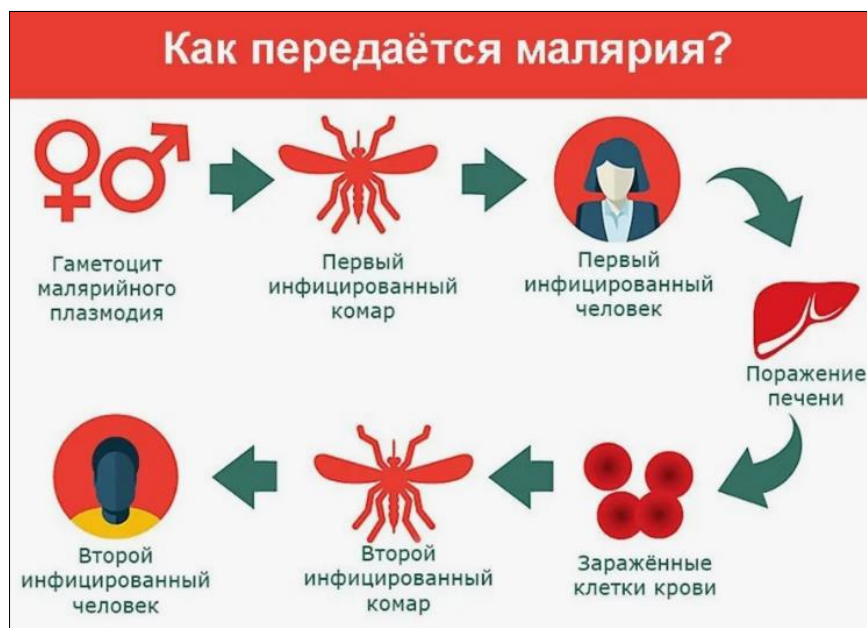 Как передаётся малярия?
Гаметоцит
малярийного
плазмодия
Первый
инфицированный
комар
Первый
инфицированный
человек
Поражение
печени
Заражённые
клетки крови
Второй
инфицированный
комар
Второй
инфицированный
человек